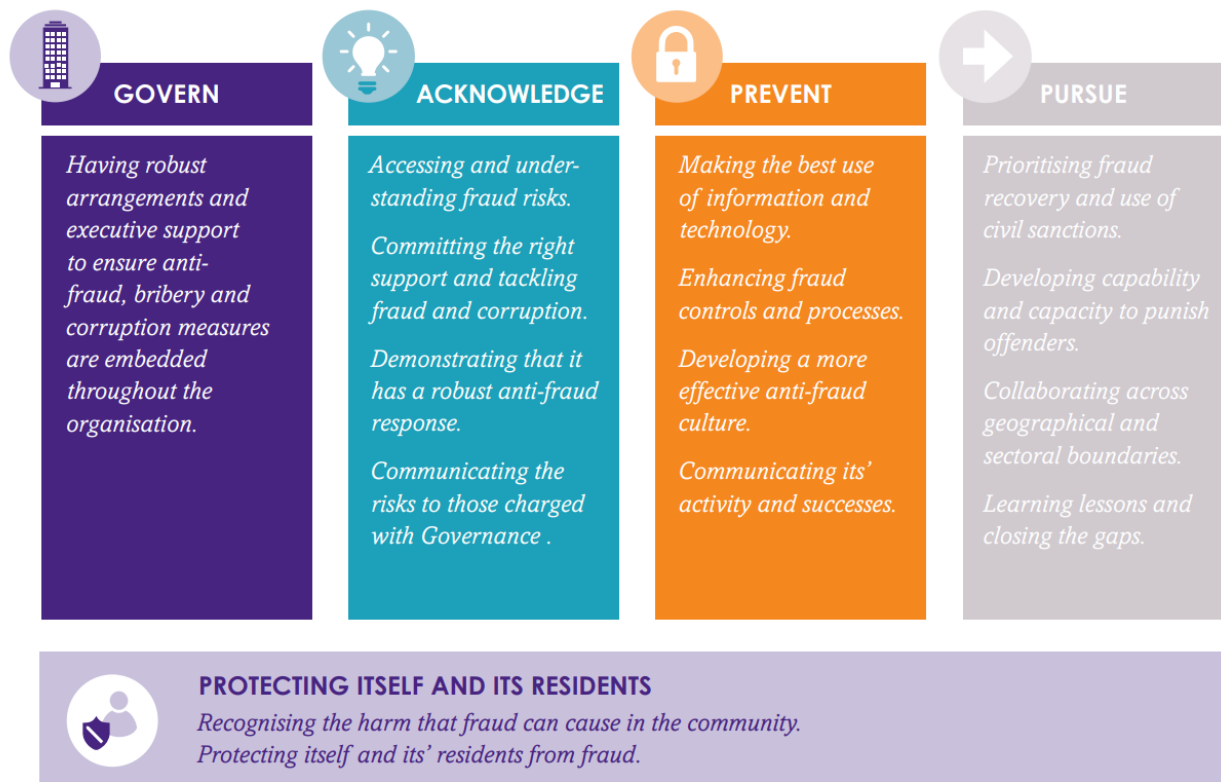 GOVERN
Having robust
arrangements and
executive support
to ensure anti-
fraud, bribery and
corruption measures
are embedded
throughout the
organisation.
ACKNOWLEDGE
Accessing and under-
standing fraud risks.
Committing the right
support and tackling
fraud and corruption.
Demonstrating that it
has a robust anti-fraud
response.
Communicating the
risks to those charged
with Governance .
PREVENT
Making the best use
of information and
technology.
Enhancing fraud
controls and processes.
Developing a more
effective anti-fraud
culture.
Communicating its’
activity and successes.
PURSUE
Prioritising fraud
recovery and use of
civil sanctions.
Developing capability
and capacity to punish
offenders.
Collaborating across
geographical and
sectoral boundaries.
Learning lessons and
closing the gaps.
PROTECTING ITSELF AND ITS RESIDENTS
Recognising the harm that fraud can cause in the community.
Protecting itself and its’ residents from fraud.